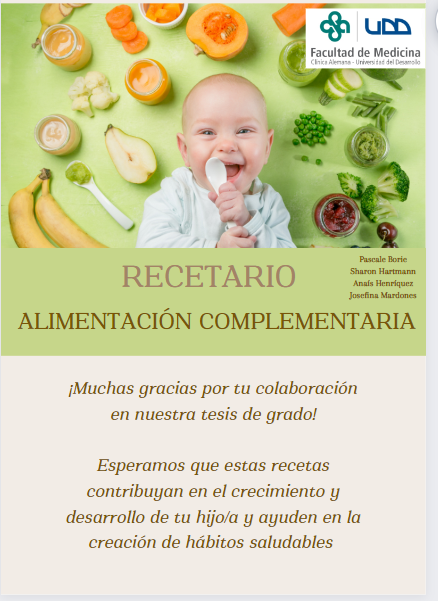 UDD
Facultad de Medicina
Clínica Alemana - Universidad del Desarrollo
Pascale Borie
Sharon Hartmann
Anaís Henríquez
Josefina Mardones
RECETARIO
ALIMENTACIÓN COMPLEMENTARIA
¡Muchas gracias por tu colaboración
en nuestra tesis de grado!
Esperamos que estas recetas
contribuyan en el crecimiento y
desarrollo de tu hijo/a y ayuden en la
creación de hábitos saludables